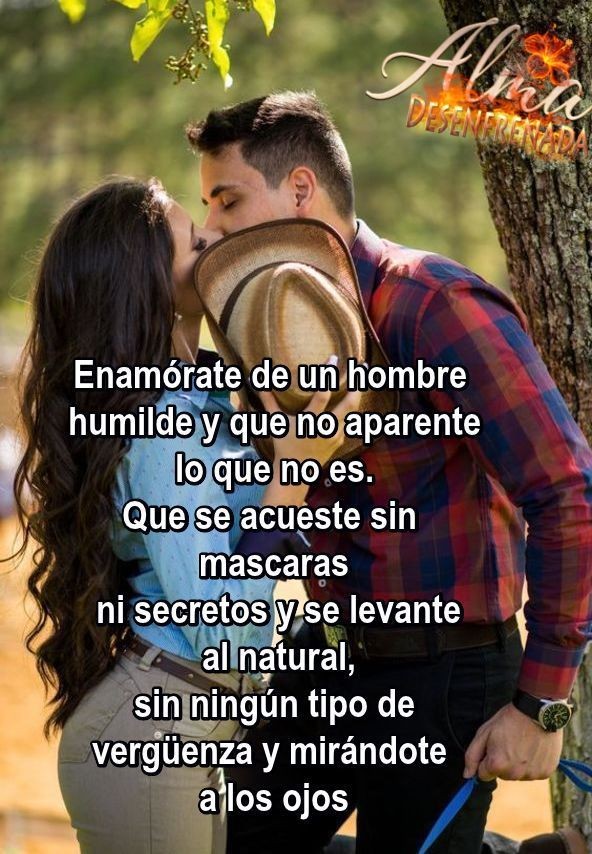 Alma
DESENFRENADA
Enamórate de un hombre
humilde y que no aparente
lo que no es.
Que se acueste sin
mascaras
ni secretos y se levante
al natural,
sin ningún tipo de
vergüenza y mirándote
a los ojos